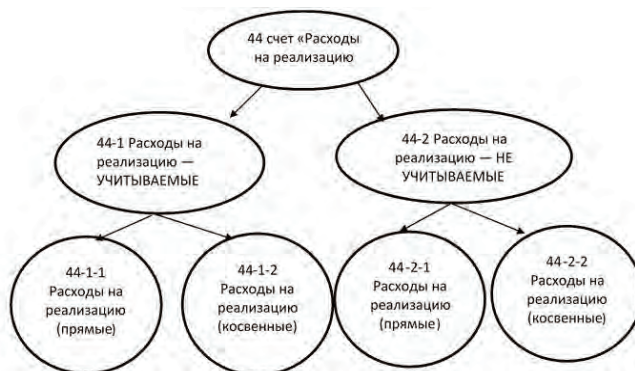 44 счет «Расходы
на реализацию
44-1 Расходы на
реализацию —
УЧИТЫВАЕМЫЕ
44-2 Расходы на
реализацию — НЕ
УЧИТЫВАЕМЫЕ
44-1-1
Расходы на
реализацию
(прямые)
44-1-2
Расходы на
реализацию
(косвенные)
44-2-1
Расходы на
реализацию
(прямые)
44-2-2
Расходы на
реализацию
(косвенные)